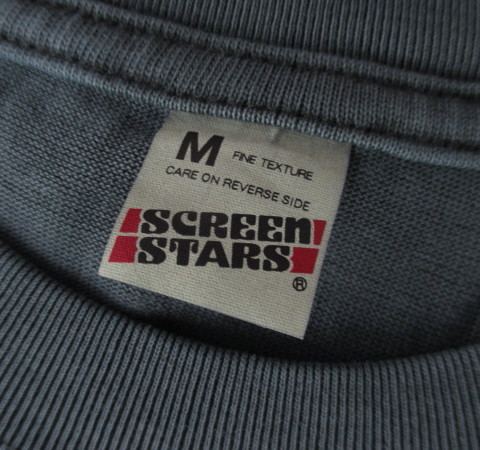 M FINE TEXTURE
CARE ON REVERSE SIDE
SCREEN
STARS
®